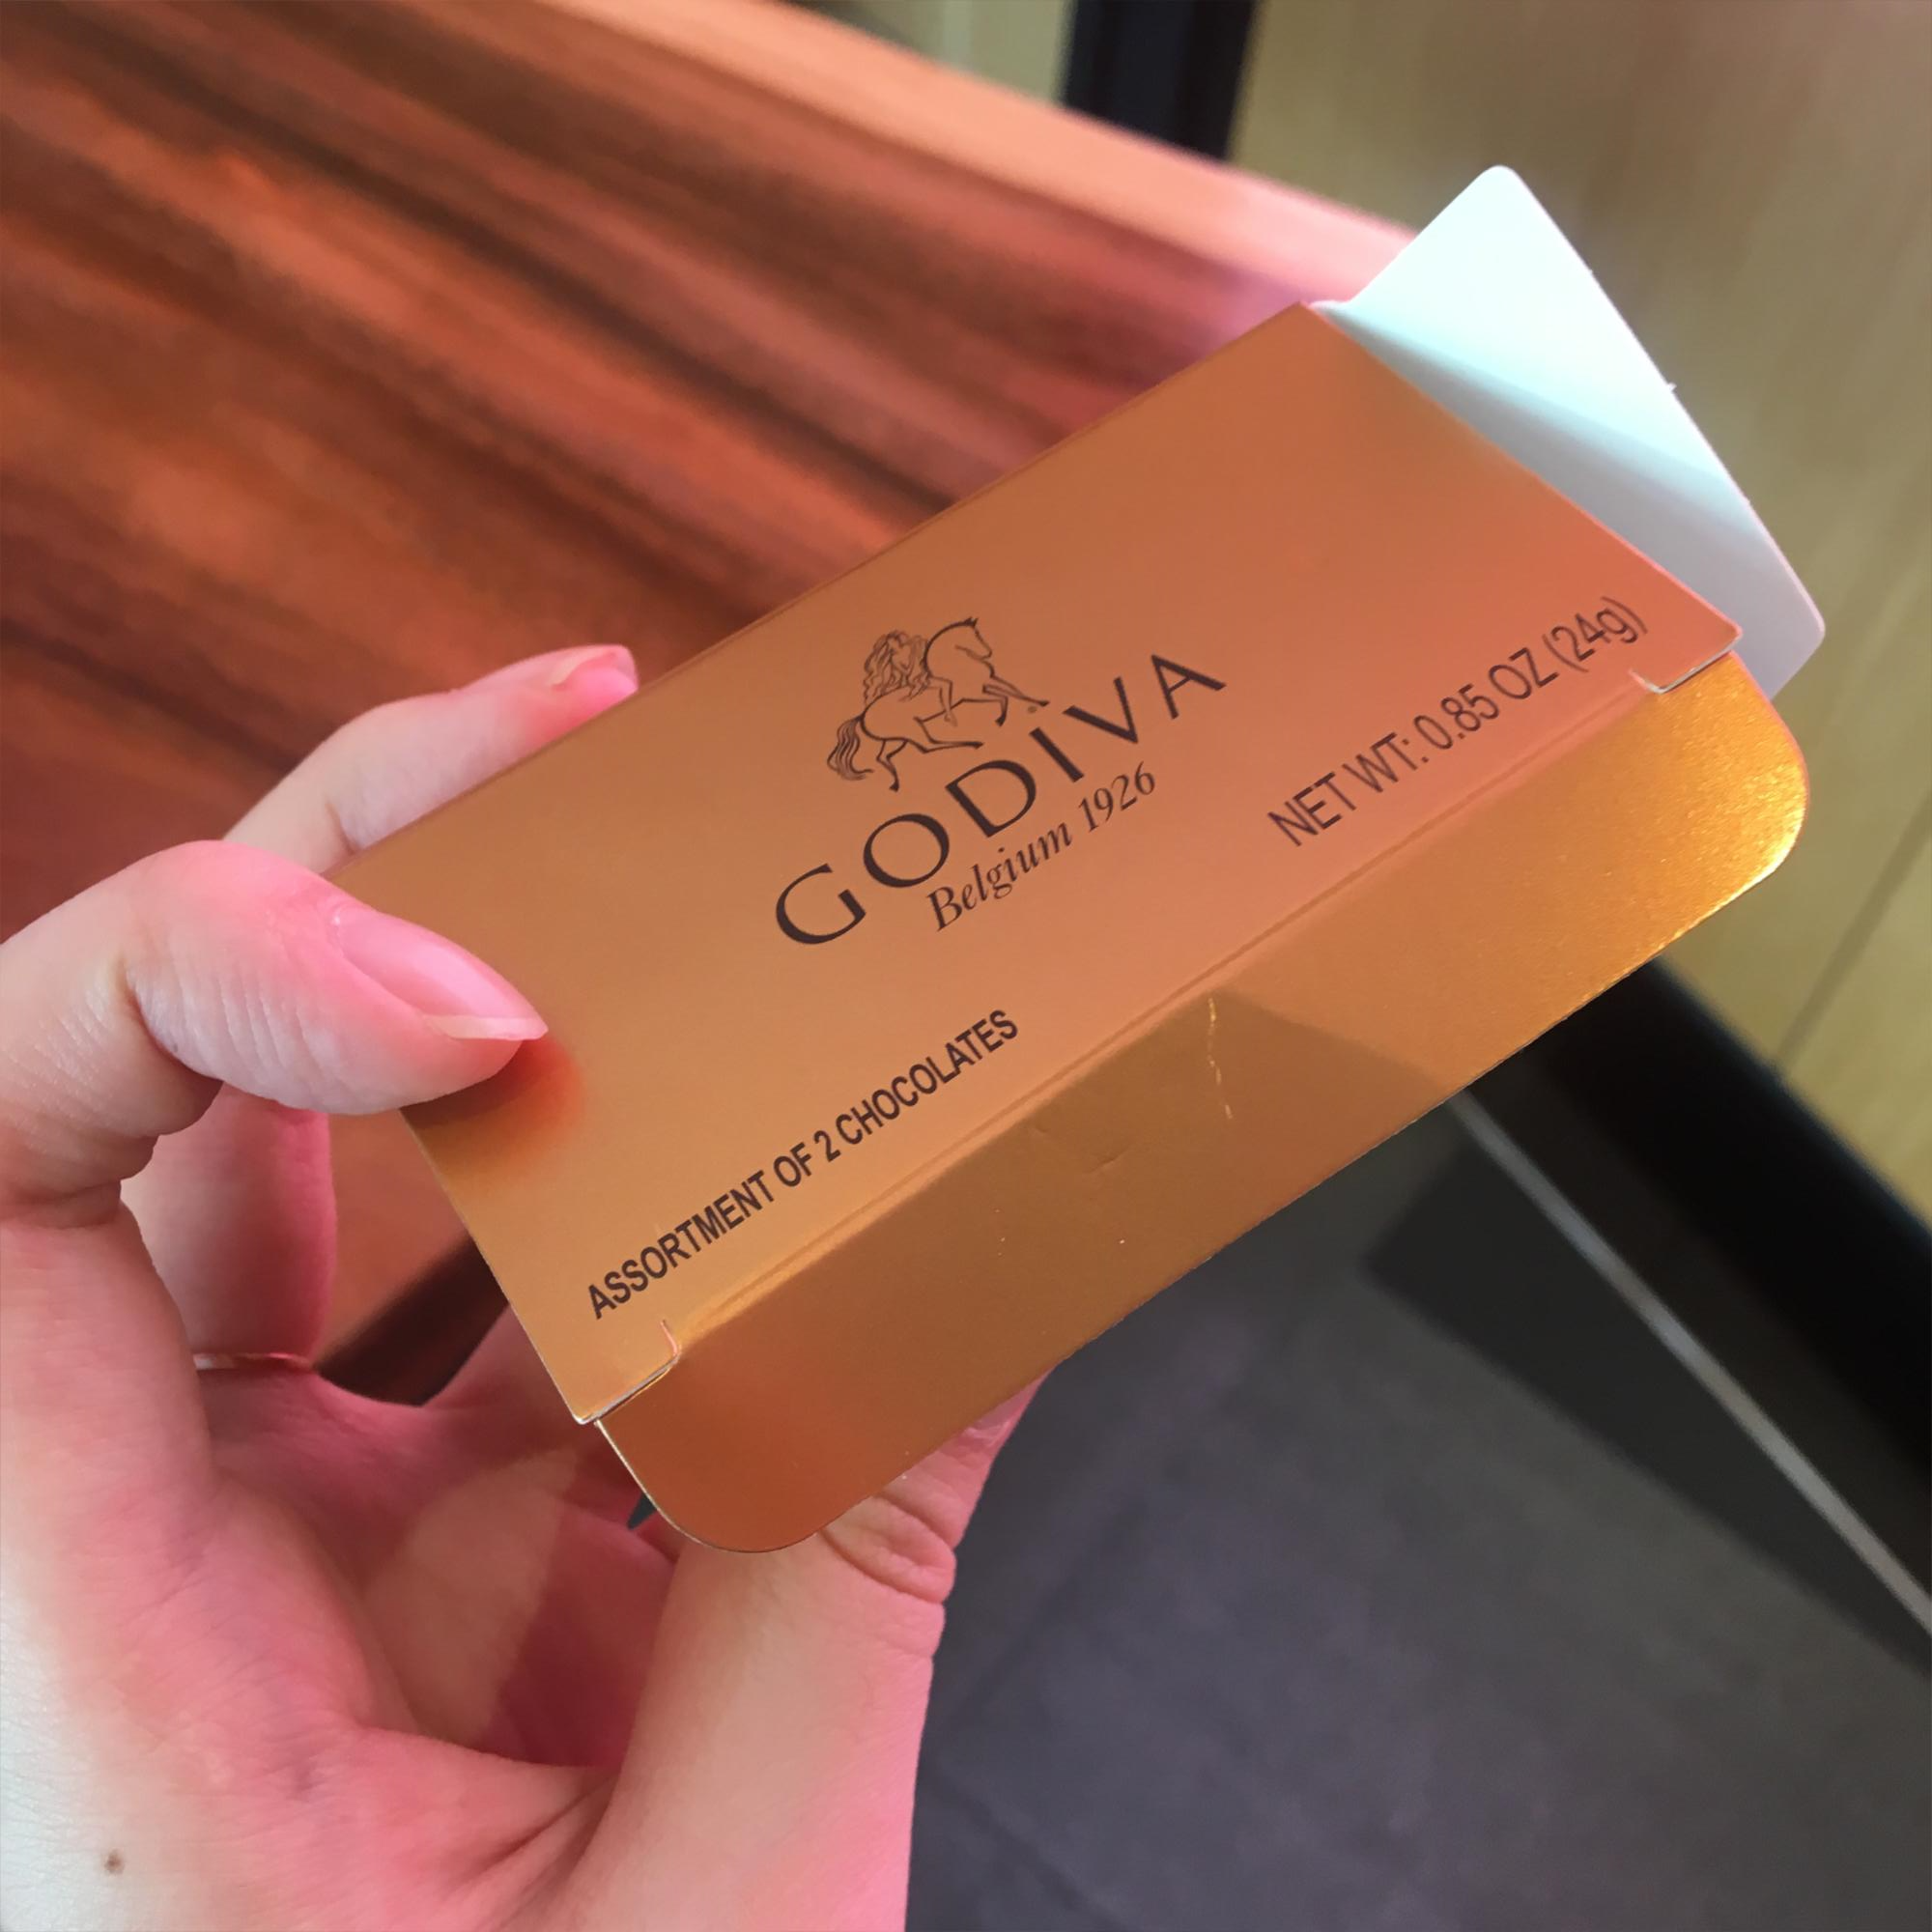 GODIVA
Belgium 1926
ASSORTMENT OF 2 CHOCOLATES
NET WT: 0.85 OZ (24g)